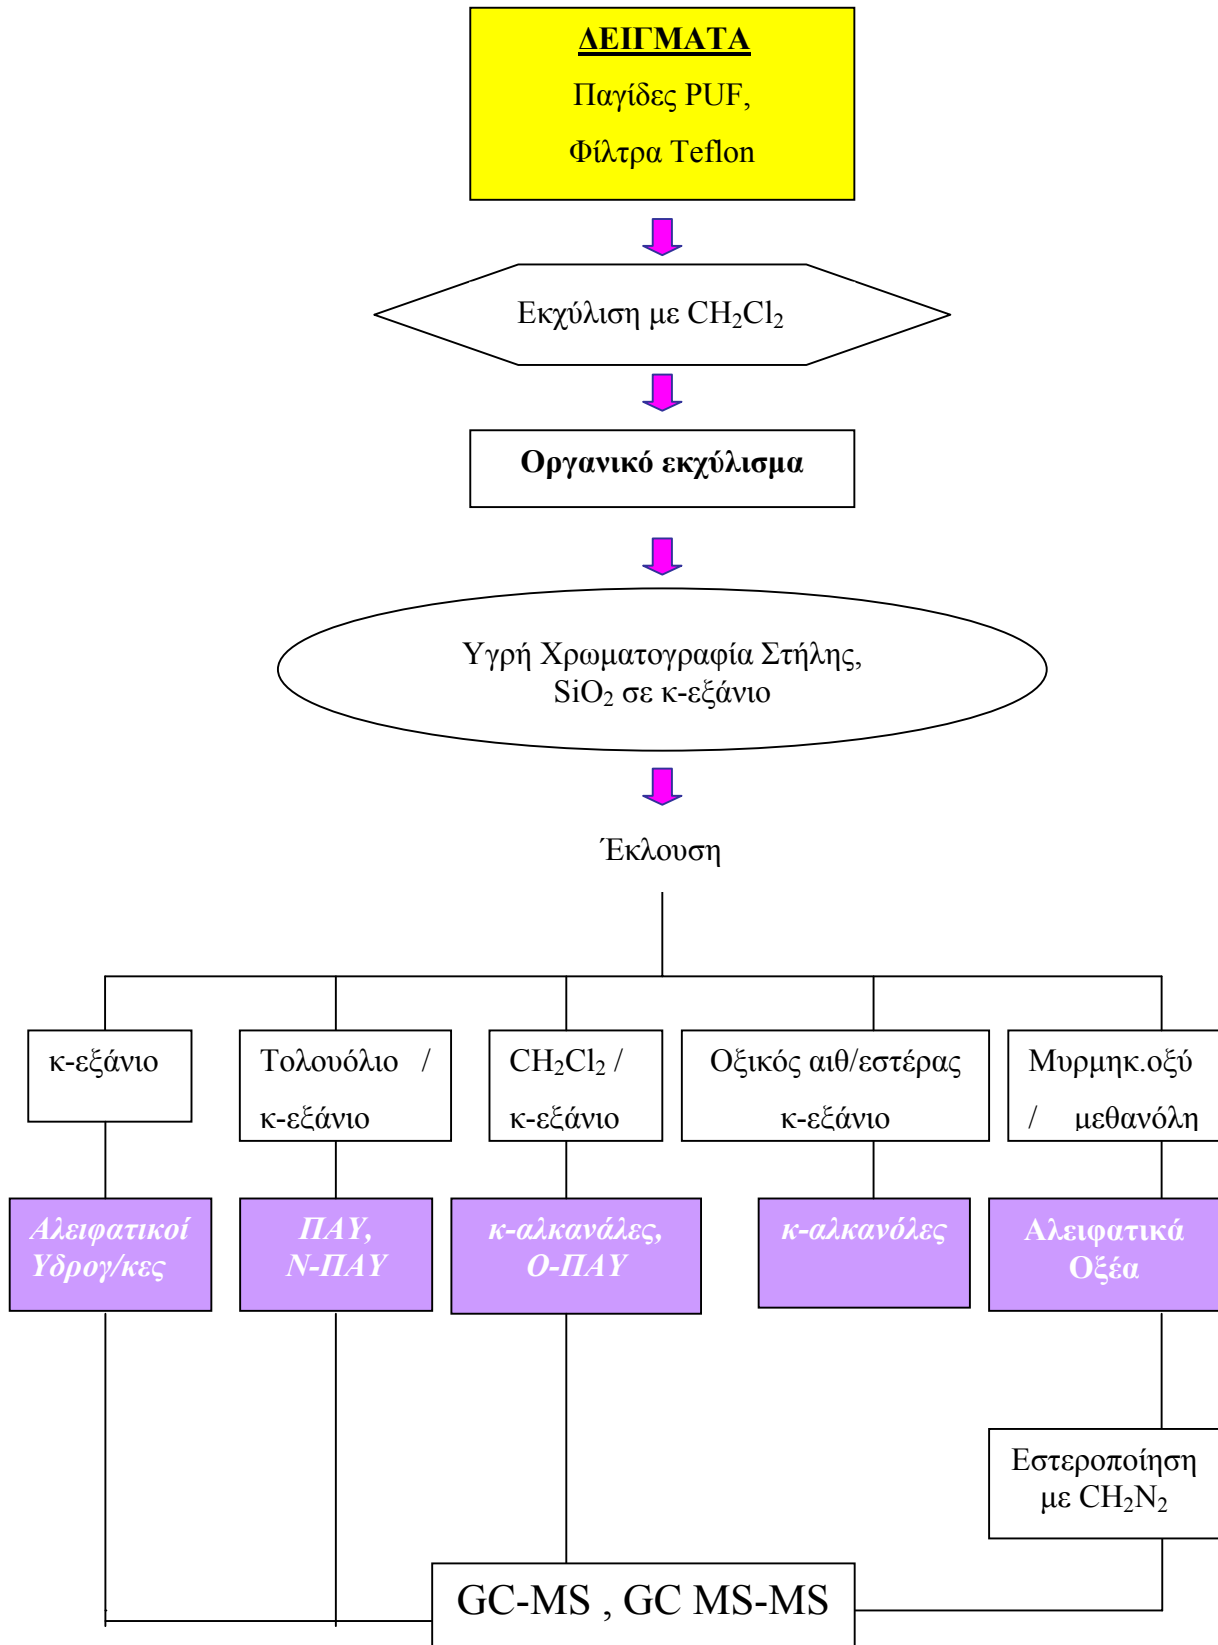 ΔΕΙΓΜΑΤΑ
Παγίδες PUF,
Φίλτρα Teflon
Εκχύλιση με CH₂Cl₂
Οργανικό εκχύλισμα
Υγρή Χρωματογραφία Στήλης,
SiO₂ σε κ-εξάνιο
Έκλουση
κ-εξάνιο
Τολουόλιο /
κ-εξάνιο
CH₂Cl₂ /
κ-εξάνιο
Οξικός αιθ/εστέρας
κ-εξάνιο
Μυρμηκ.οξύ
/ μεθανόλη
Αλειφατικοί
Υδρογ/κες
ΠΑΥ,
Ν-ΠΑΥ
κ-αλκανάλες,
Ο-ΠΑΥ
κ-αλκανόλες
Αλειφατικά
Οξέα
Εστεροποίηση
με CH₂N₂
GC-MS , GC MS-MS